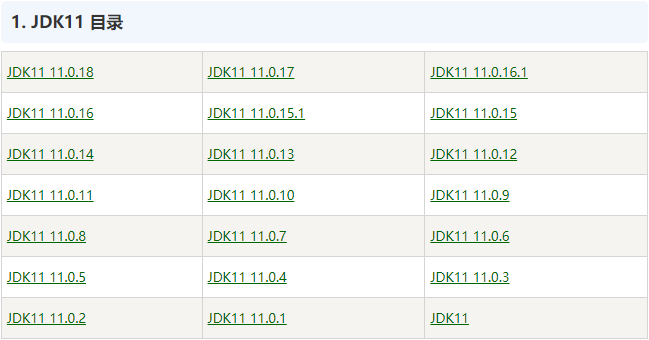 1. JDK11 目录
JDK11 11.0.18 JDK11 11.0.17 JDK11 11.0.16.1
JDK11 11.0.16 JDK11 11.0.15.1 JDK11 11.0.15
JDK11 11.0.14 JDK11 11.0.13 JDK11 11.0.12
JDK11 11.0.11 JDK11 11.0.10 JDK11 11.0.9
JDK11 11.0.8 JDK11 11.0.7 JDK11 11.0.6
JDK11 11.0.5 JDK11 11.0.4 JDK11 11.0.3
JDK11 11.0.2 JDK11 11.0.1 JDK11